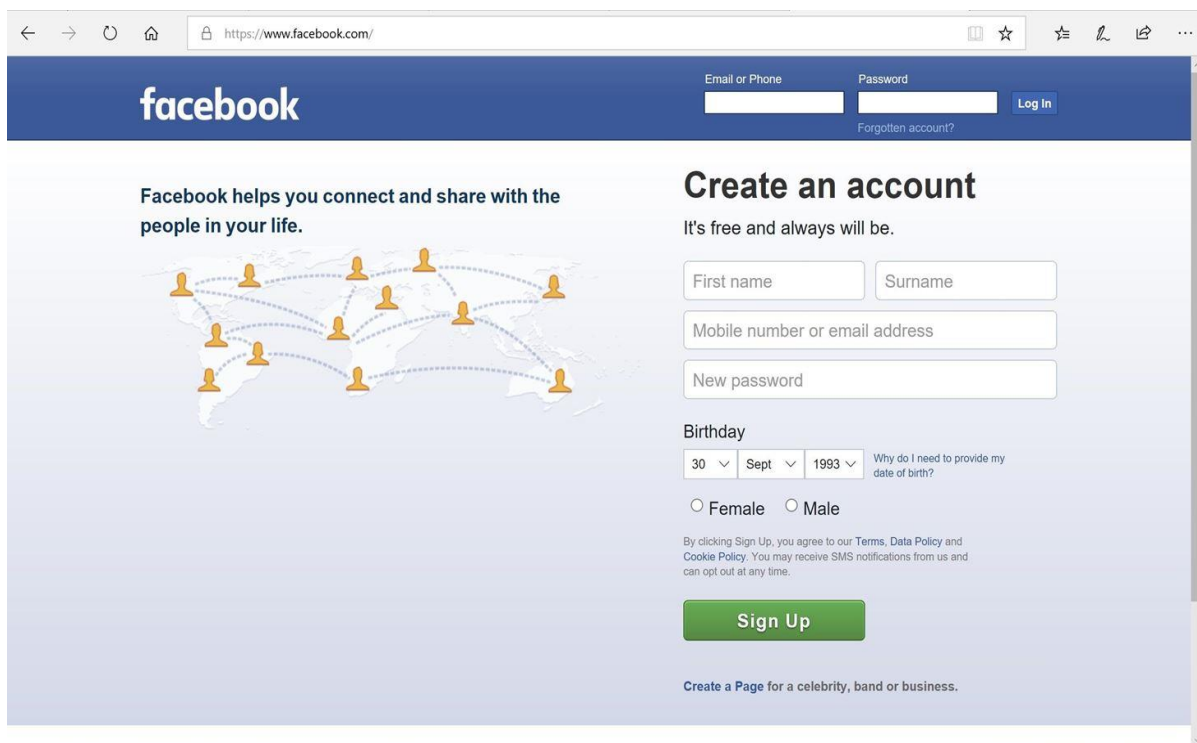 https://www.facebook.com/
facebook
Email or Phone
Password
Log In
Forgotten account?
Facebook helps you connect and share with the
people in your life.
Create an account
It's free and always will be.
First name
Surname
Mobile number or email address
New password
Birthday
30
Sept
1993
Why do I need to provide my
date of birth?
Female
Male
By clicking Sign Up, you agree to our Terms, Data Policy and
Cookie Policy. You may receive SMS notifications from us and
can opt out at any time.
Sign Up
Create a Page for a celebrity, band or business.